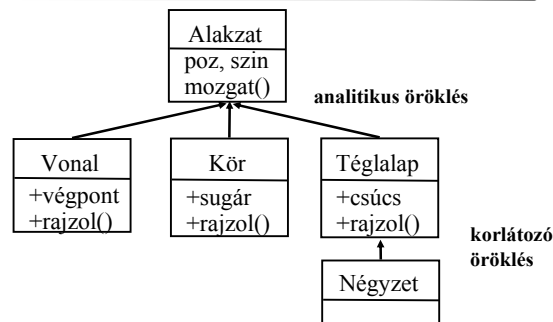 Alakzat
poz, szin
mozgat()
analitikus öröklés
Vonal
+végpont
+rajzol()
Kör
+sugár
+rajzol()
Téglalap
+csúcs
+rajzol()
korlátozó
öröklés
Négyzet